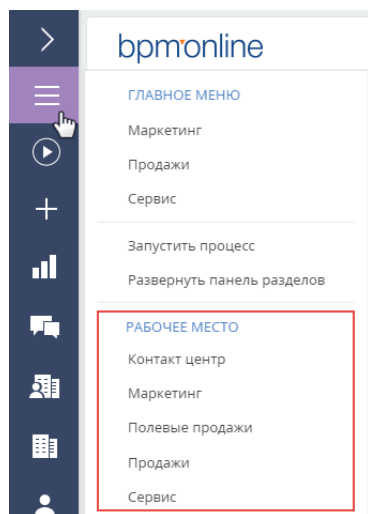 bpm'online
ГЛАВНОЕ МЕНЮ
Маркетинг
Продажи
Сервис
Запустить процесс
Развернуть панель разделов
РАБОЧЕЕ МЕСТО
Контакт центр
Маркетинг
Полевые продажи
Продажи
Сервис